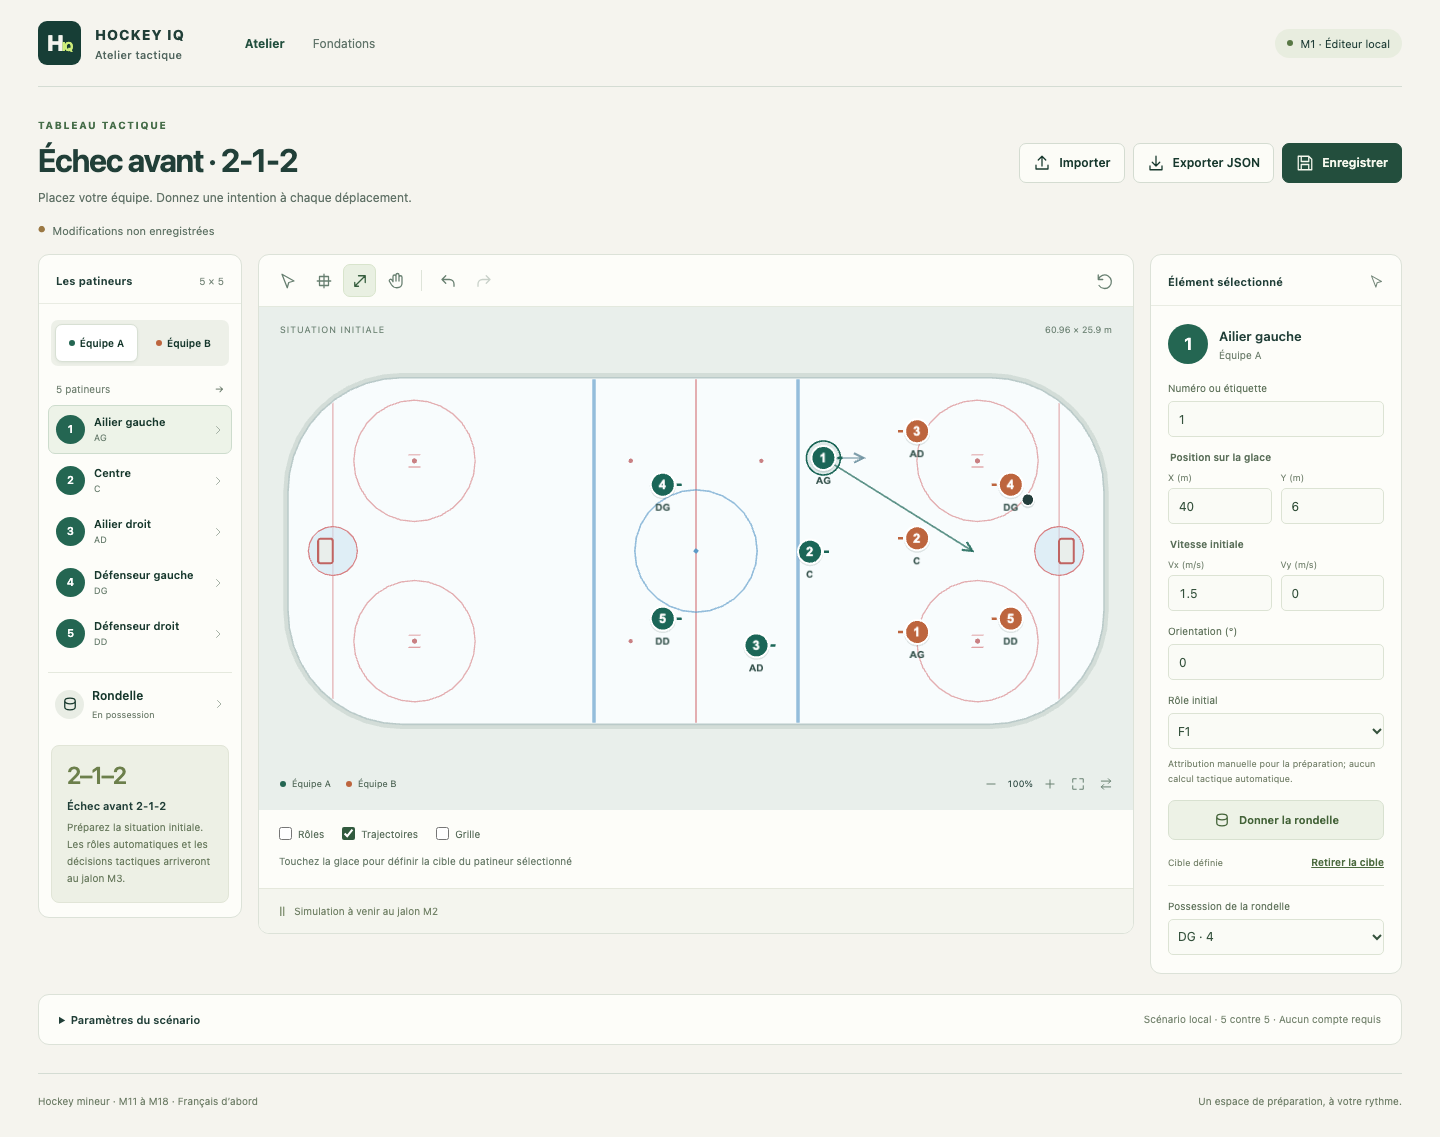 HIQ
HOCKEY IQ
Atelier tactique
Atelier
Fondations
M1 · Éditeur local
TABLEAU TACTIQUE
Échec avant · 2-1-2
Placez votre équipe. Donnez une intention à chaque déplacement.
Importer
Exporter JSON
Enregistrer
Modifications non enregistrées
Les patineurs
5 × 5
Équipe A
Équipe B
5 patineurs
1
Ailier gauche
AG
2
Centre
C
3
Ailier droit
AD
4
Défenseur gauche
DG
5
Défenseur droit
DD
Rondelle
En possession
2–1–2
Échec avant 2-1-2
Préparez la situation initiale.
Les rôles automatiques et les
décisions tactiques arriveront
au jalon M3.
SITUATION INITIALE
60.96 × 25.9 m
3
AD
1
AG
4
DG
4
DG
2
C
2
C
5
DD
1
AG
5
DD
3
AD
Équipe A
Équipe B
100%
Rôles
Trajectoires
Grille
Touchez la glace pour définir la cible du patineur sélectionné
Simulation à venir au jalon M2
Élément sélectionné
1
Ailier gauche
Équipe A
Numéro ou étiquette
1
Position sur la glace
X (m)
Y (m)
40
6
Vitesse initiale
Vx (m/s)
Vy (m/s)
1.5
0
Orientation (°)
0
Rôle initial
F1
Attribution manuelle pour la préparation; aucun
calcul tactique automatique.
Donner la rondelle
Cible définie
Retirer la cible
Possession de la rondelle
DG · 4
Paramètres du scénario
Scénario local · 5 contre 5 · Aucun compte requis
Hockey mineur · M11 à M18 · Français d'abord
Un espace de préparation, à votre rythme.